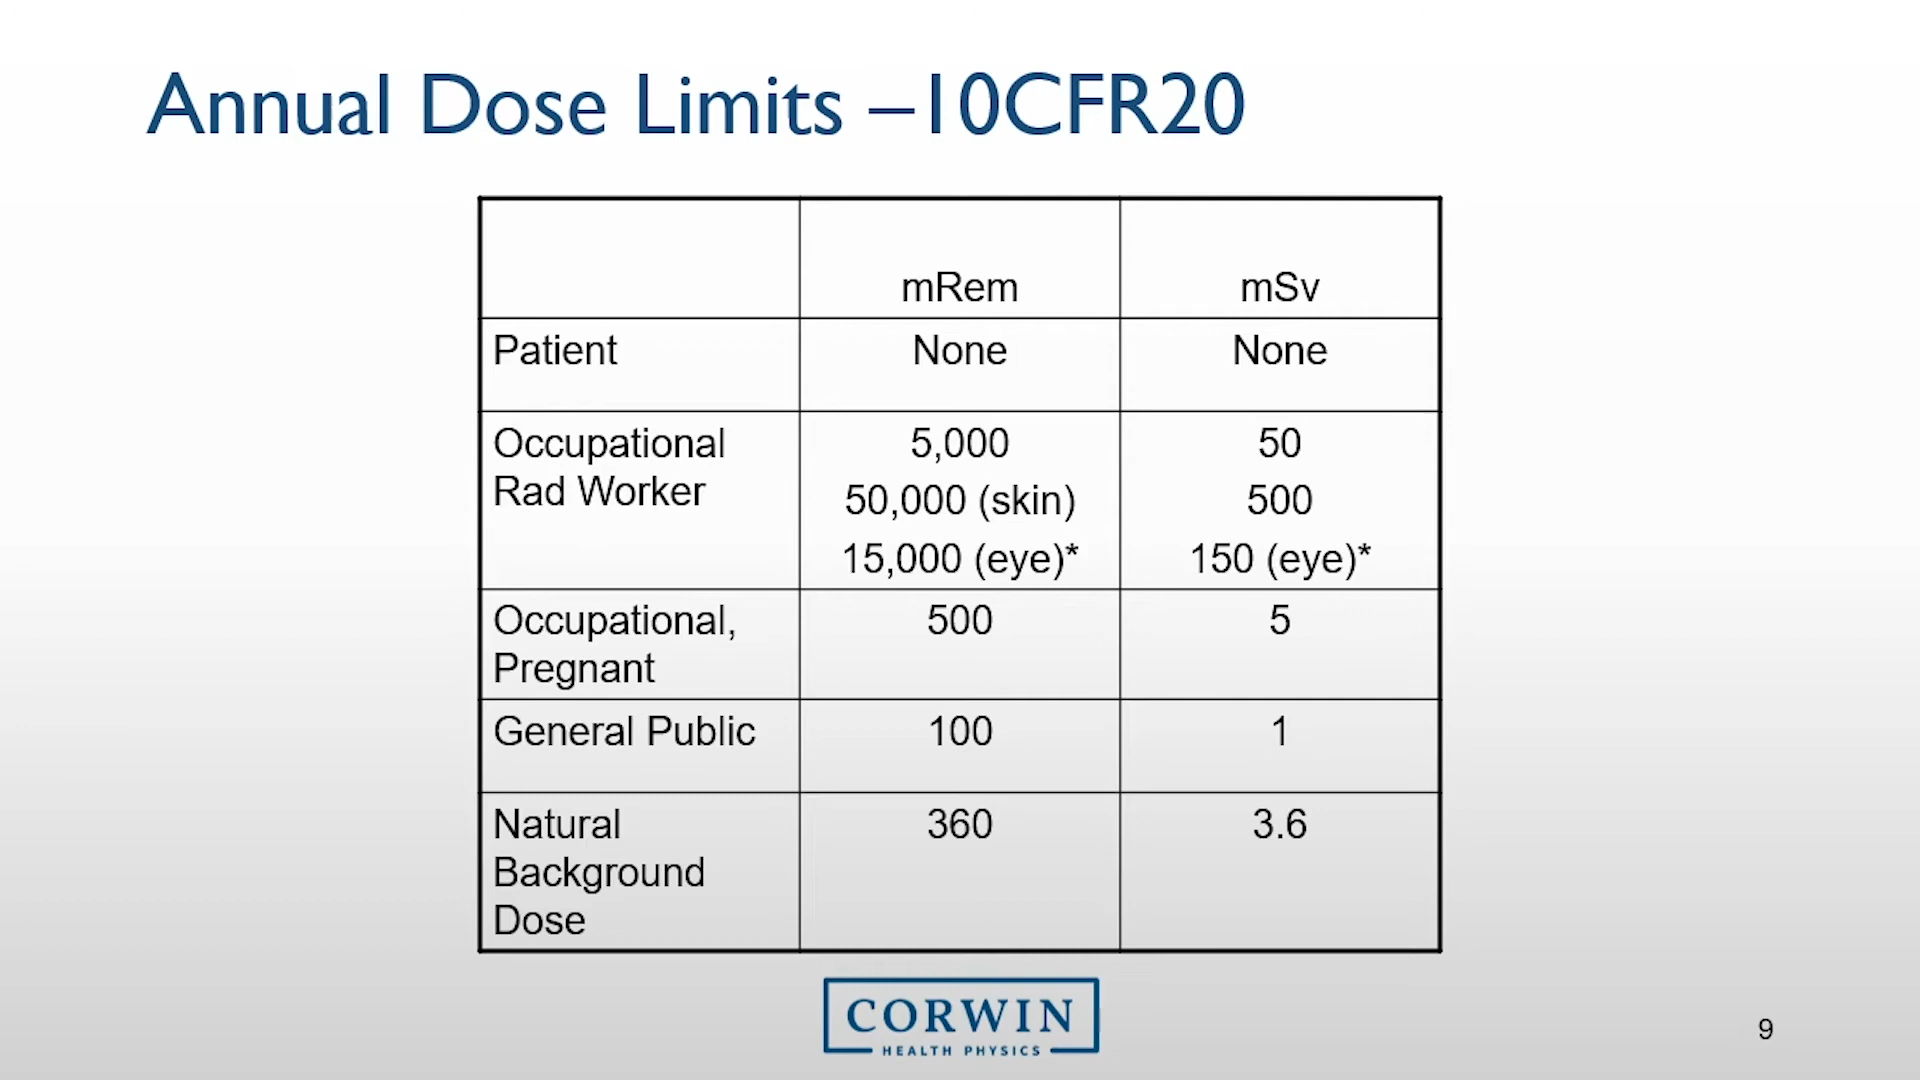 Annual Dose Limits –10CFR20
mRem mSv
Patient None None
Occupational 5,000 50
Rad Worker 50,000 (skin) 500
15,000 (eye)* 150 (eye)*
Occupational, 500 5
Pregnant
General Public 100 1
Natural 360 3.6
Background
Dose
CORWIN
HEALTH PHYSICS
9